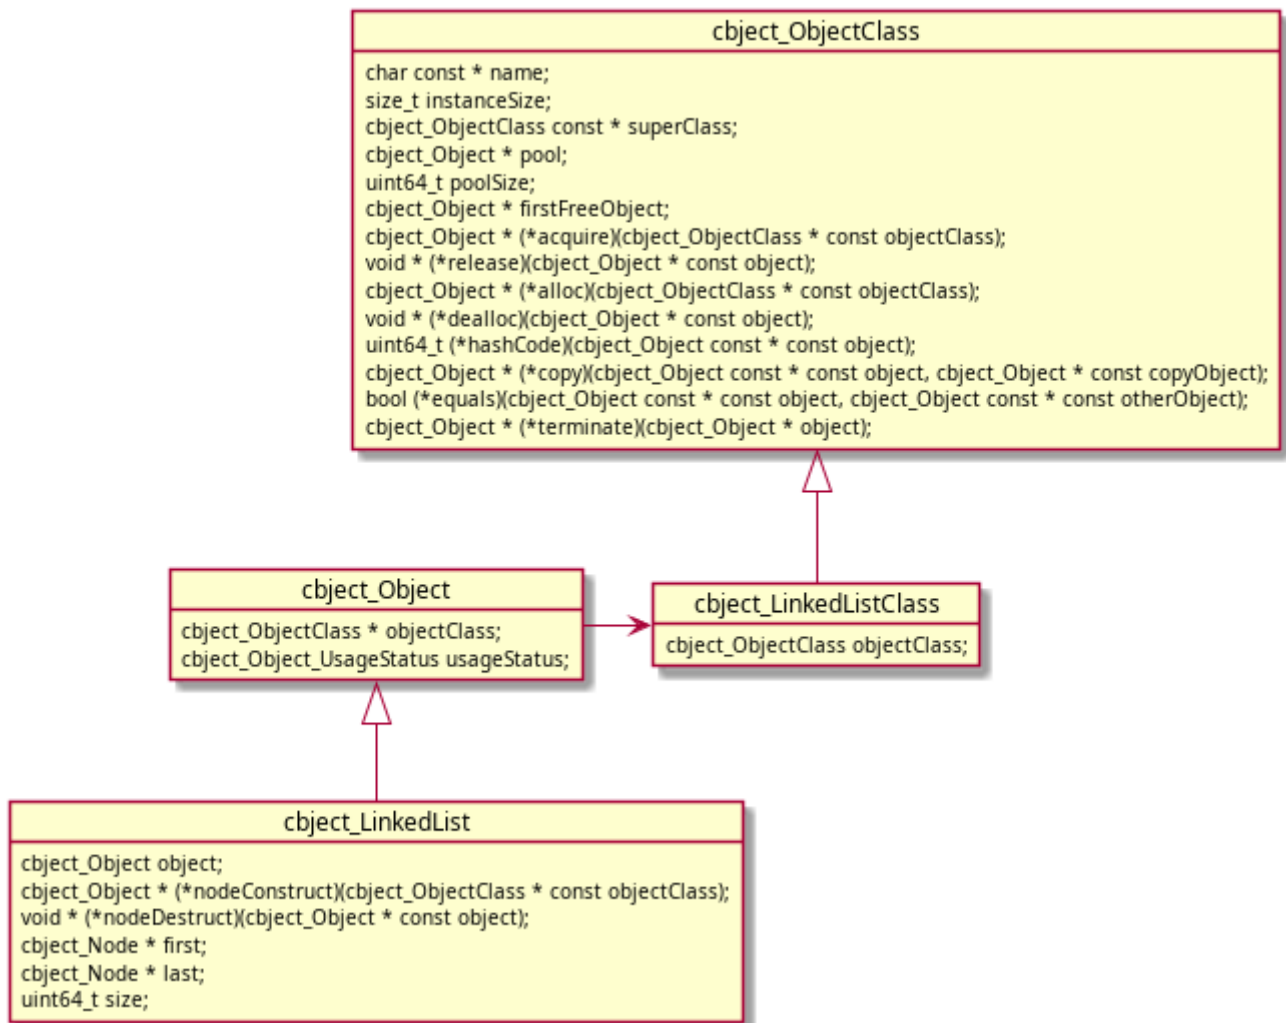 cbject_ObjectClass
char const * name;
size_t instanceSize;
cbject_ObjectClass const * superClass;
cbject_Object * pool;
uint64_t poolSize;
cbject_Object * firstFreeObject;
cbject_Object * (*acquire)(cbject_ObjectClass * const objectClass);
void * (*release)(cbject_Object * const object);
cbject_Object * (*alloc)(cbject_ObjectClass * const objectClass);
void * (*dealloc)(cbject_Object * const object);
uint64_t (*hashCode)(cbject_Object const * const object);
cbject_Object * (*copy)(cbject_Object const * const object, cbject_Object * const copyObject);
bool (*equals)(cbject_Object const * const object, cbject_Object const * const otherObject);
cbject_Object * (*terminate)(cbject_Object * object);
cbject_Object
cbject_ObjectClass * objectClass;
cbject_Object_UsageStatus usageStatus;
cbject_LinkedListClass
cbject_ObjectClass objectClass;
cbject_LinkedList
cbject_Object object;
cbject_Object * (*nodeConstruct)(cbject_ObjectClass * const objectClass);
void * (*nodeDestruct)(cbject_Object * const object);
cbject_Node * first;
cbject_Node * last;
uint64_t size;